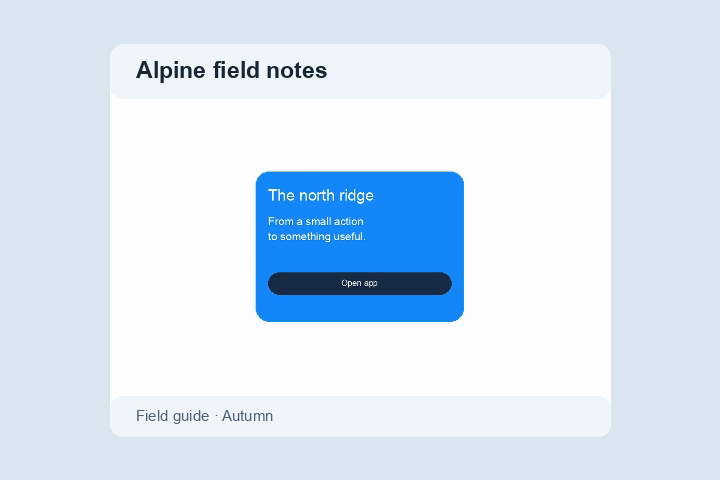 Alpine field notes
The north ridge
From a small action
to something useful.
Open app
Field guide · Autumn